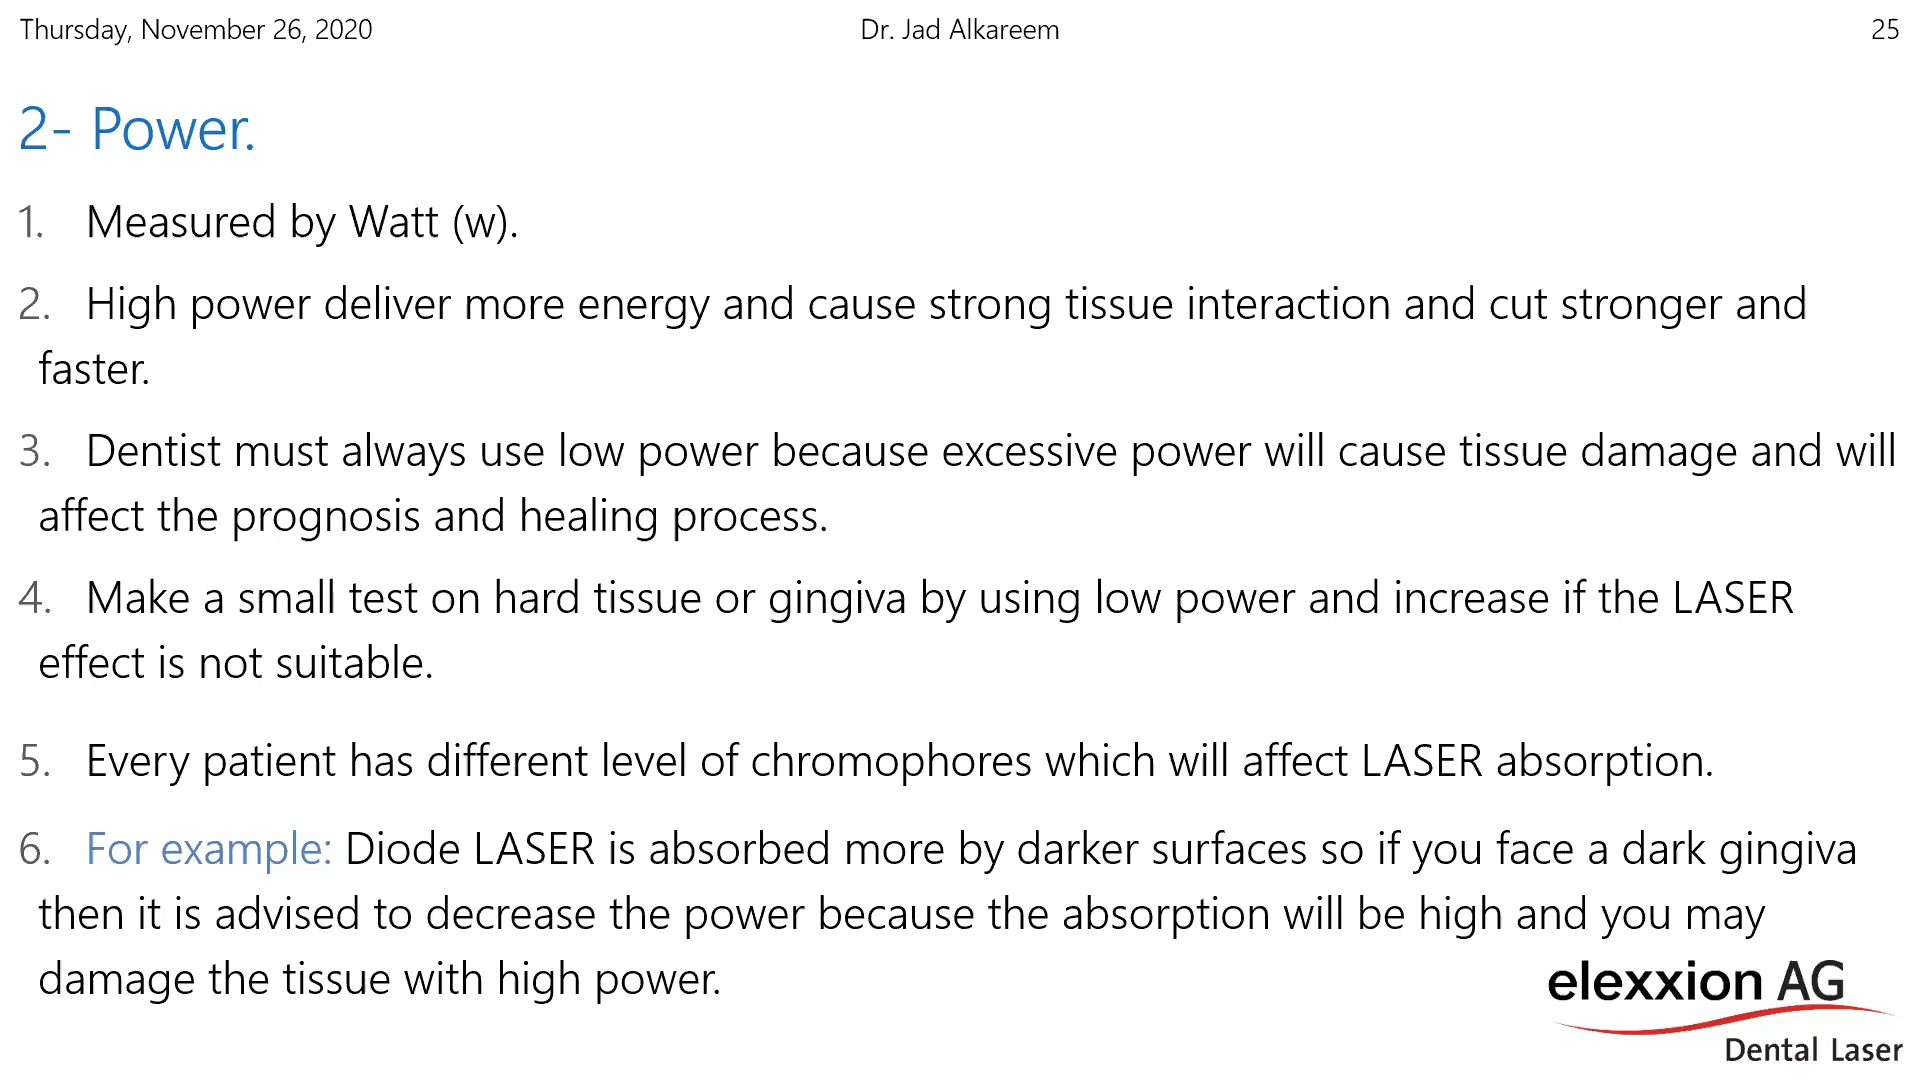 Thursday, November 26, 2020
Dr. Jad Alkareem
25
2- Power.
1. Measured by Watt (w).
2. High power deliver more energy and cause strong tissue interaction and cut stronger and
faster.
3. Dentist must always use low power because excessive power will cause tissue damage and will
affect the prognosis and healing process.
4. Make a small test on hard tissue or gingiva by using low power and increase if the LASER
effect is not suitable.
5. Every patient has different level of chromophores which will affect LASER absorption.
6. For example: Diode LASER is absorbed more by darker surfaces so if you face a dark gingiva
then it is advised to decrease the power because the absorption will be high and you may
damage the tissue with high power.
elexxion AG
Dental Laser